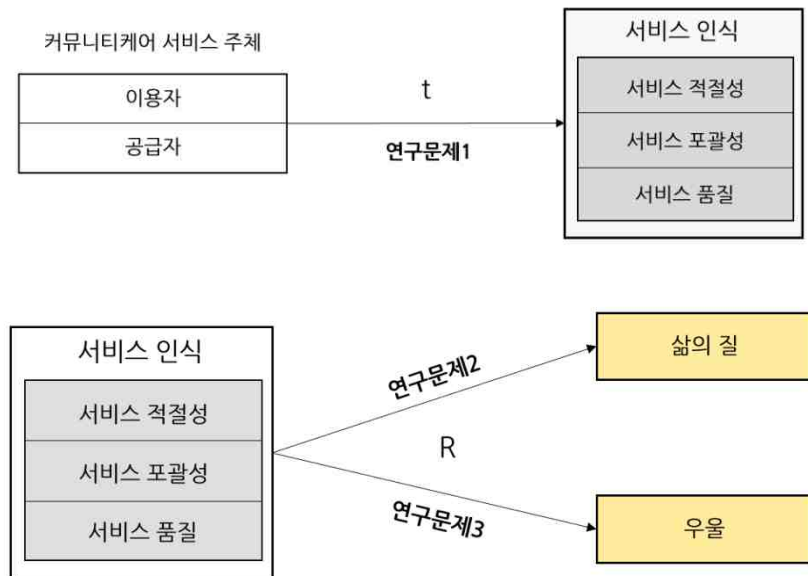 커뮤니티케어 서비스 주체
이용자
공급자
t
연구문제1
서비스 인식
서비스 적절성
서비스 포괄성
서비스 품질
서비스 인식
서비스 적절성
서비스 포괄성
서비스 품질
연구문제2
R
연구문제3
삶의 질
우울